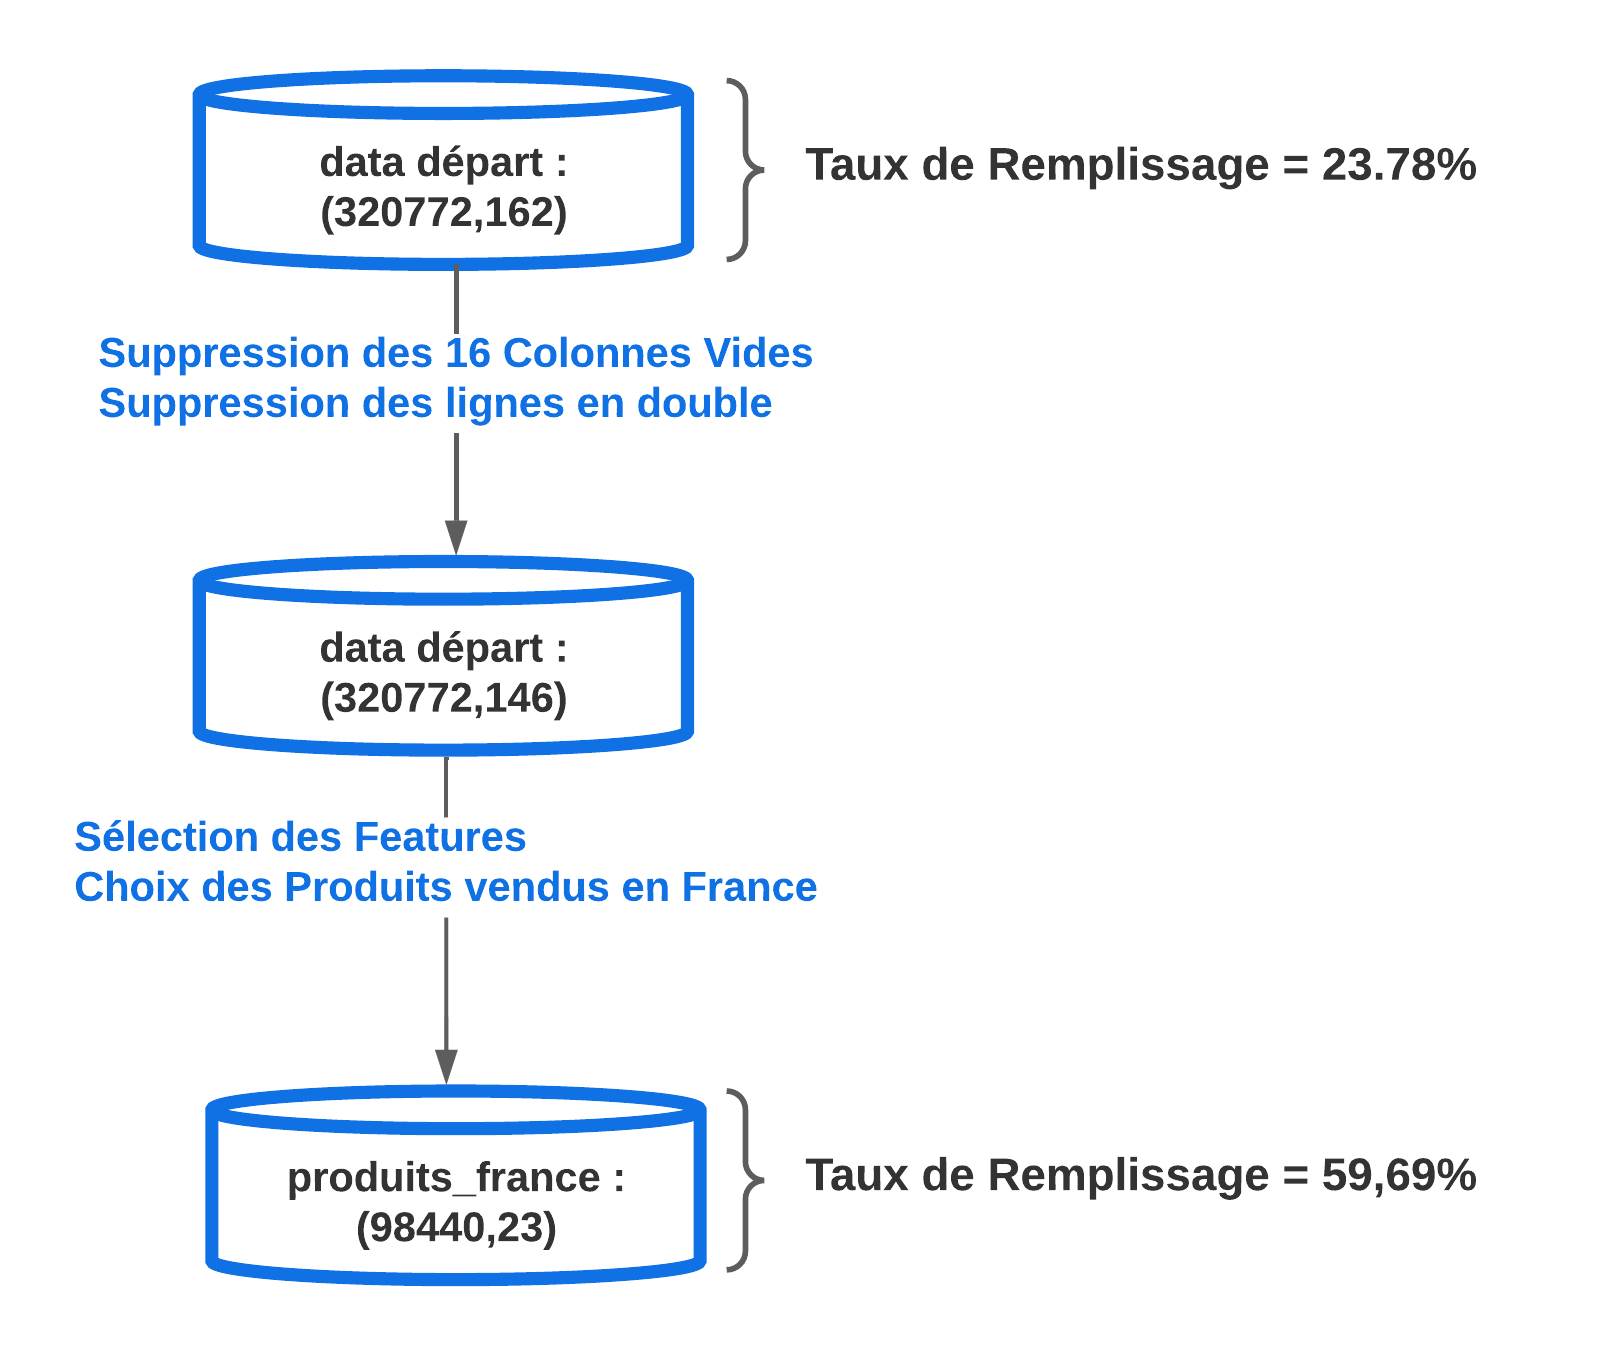 data départ :
(320772,162)
Taux de Remplissage = 23.78%
Suppression des 16 Colonnes Vides
Suppression des lignes en double
data départ :
(320772,146)
Sélection des Features
Choix des Produits vendus en France
produits_france :
(98440,23)
Taux de Remplissage = 59,69%